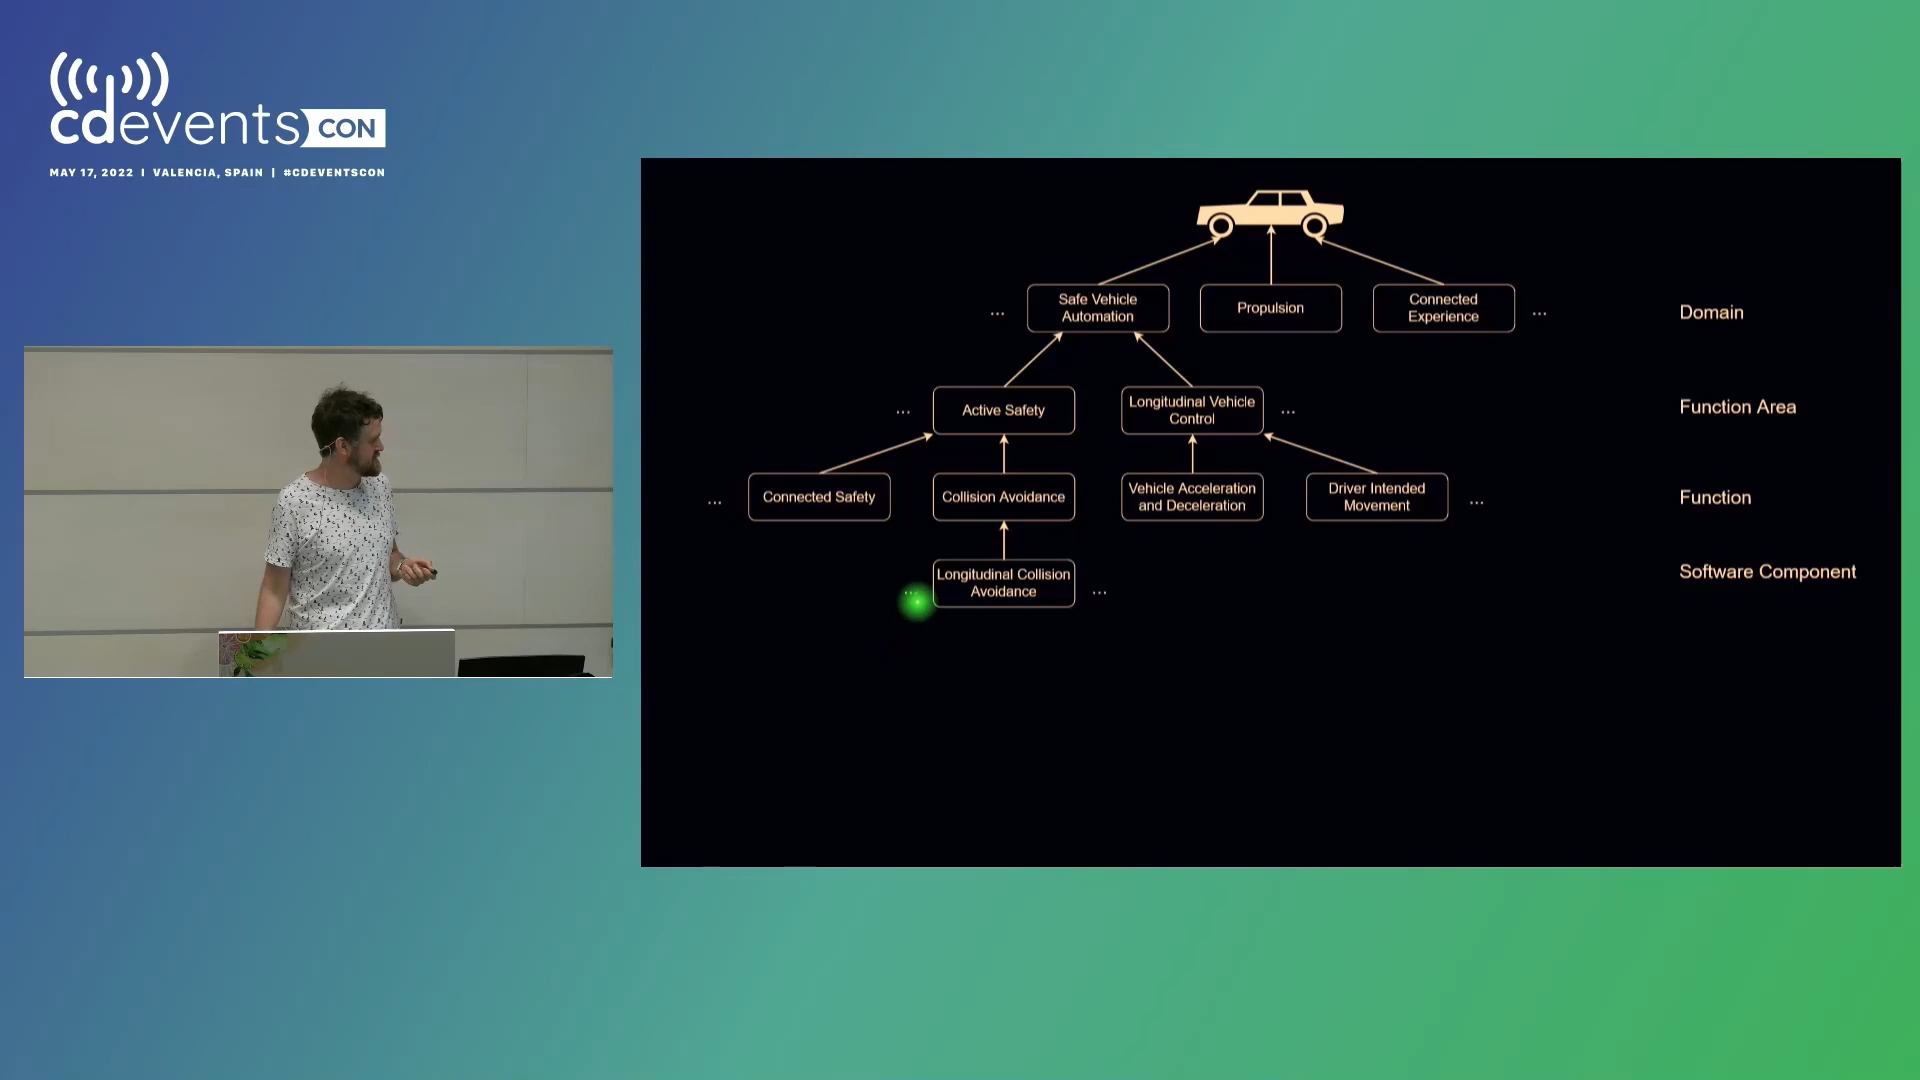 cdevents CON
MAY 17, 2022 I VALENCIA, SPAIN | #CDEVENTSCON
Safe Vehicle
Automation
Propulsion
Connected
Experience
...
...
Domain
Active Safety
Longitudinal Vehicle
Control
...
...
Function Area
Connected Safety
Collision Avoidance
Vehicle Acceleration
and Deceleration
Driver Intended
Movement
...
...
Function
Longitudinal Collision
Avoidance
...
...
Software Component